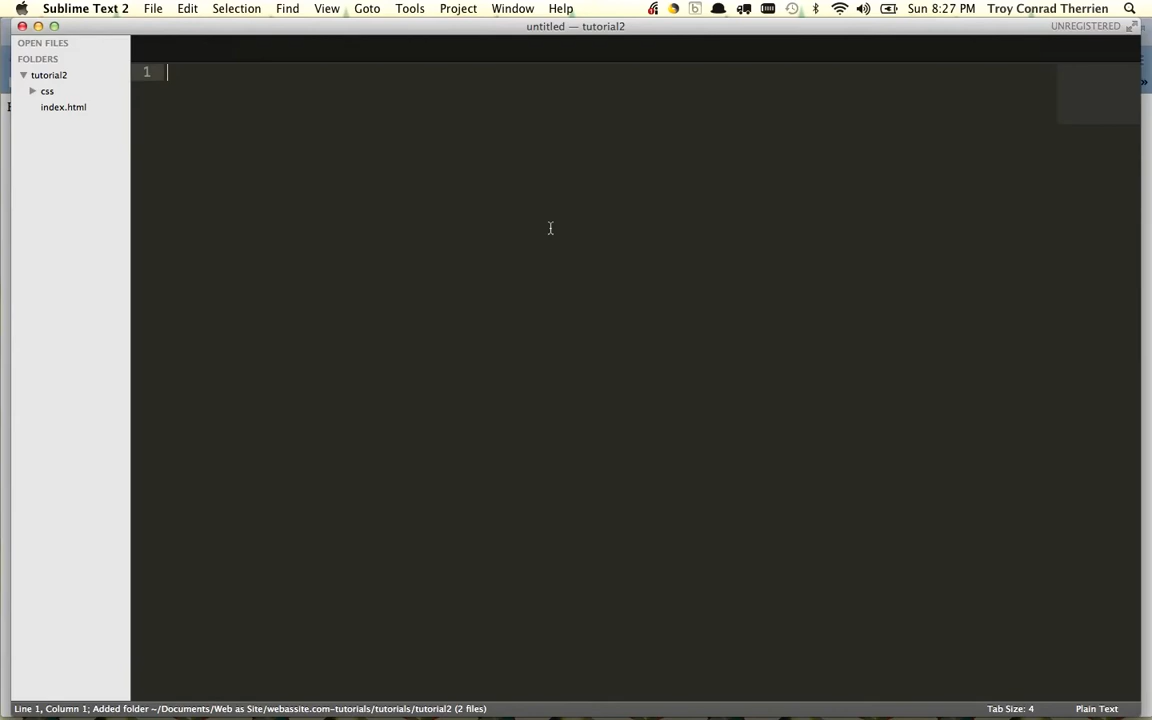 Sublime Text 2 File Edit Selection Find View Goto Tools Project Window Help Sun 8:27 PM Troy Conrad Therrien
untitled — tutorial2 UNREGISTERED
OPEN FILES
FOLDERS
tutorial2
css
index.html
1
Line 1, Column 1; Added folder ~/Documents/Web as Site/webassite.com-tutorials/tutorials/tutorial2 (2 files) Tab Size: 4 Plain Text